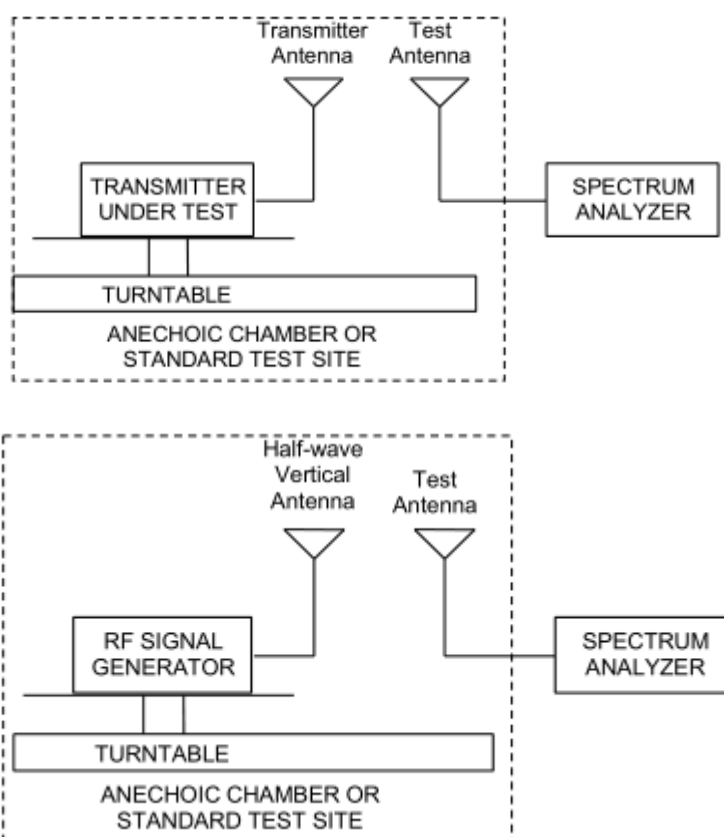 Transmitter
Antenna
Test
Antenna
TRANSMITTER
UNDER TEST
SPECTRUM
ANALYZER
TURNTABLE
ANECHOIC CHAMBER OR
STANDARD TEST SITE
Half-wave
Vertical
Antenna
Test
Antenna
RF SIGNAL
GENERATOR
SPECTRUM
ANALYZER
TURNTABLE
ANECHOIC CHAMBER OR
STANDARD TEST SITE